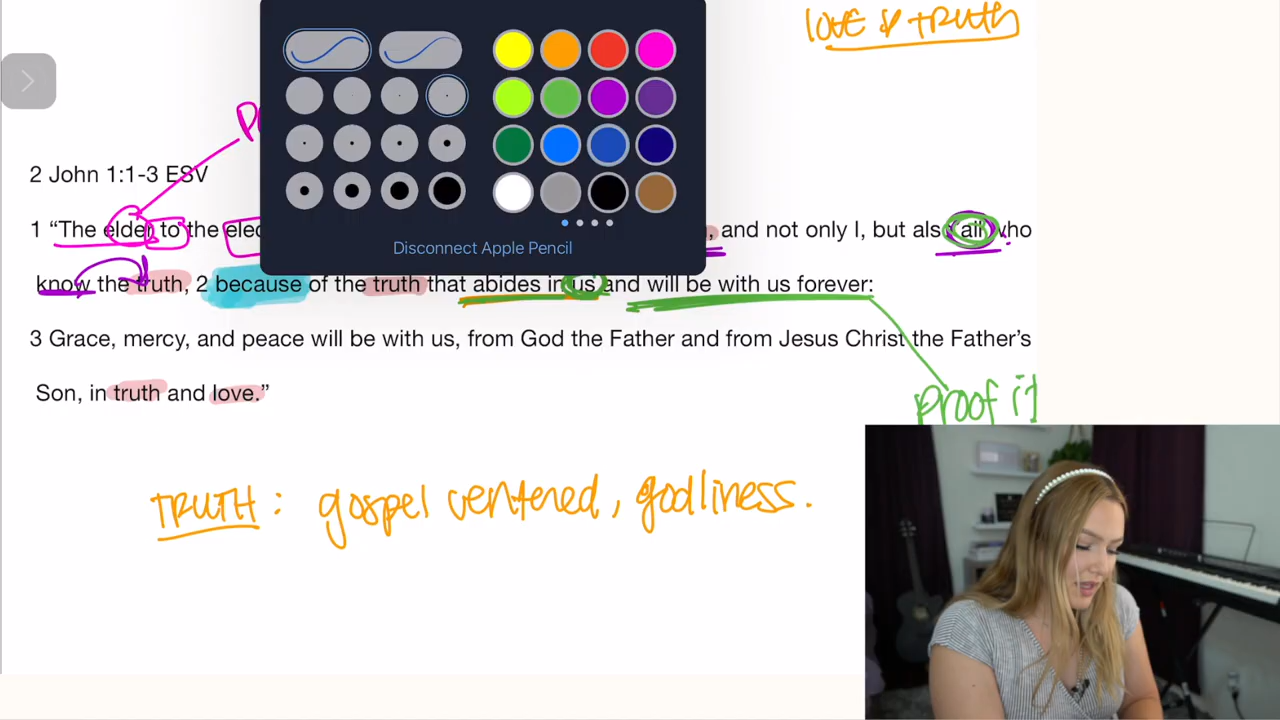 love & TRUTH
2 John 1:1-3 ESV
1 “The elder to the elec , and not only I, but als all who
know the truth, 2 because of the truth that abides in us and will be with us forever:
3 Grace, mercy, and peace will be with us, from God the Father and from Jesus Christ the Father’s
Son, in truth and love.”
proof
TRUTH: gospel centered, godliness.
Disconnect Apple Pencil